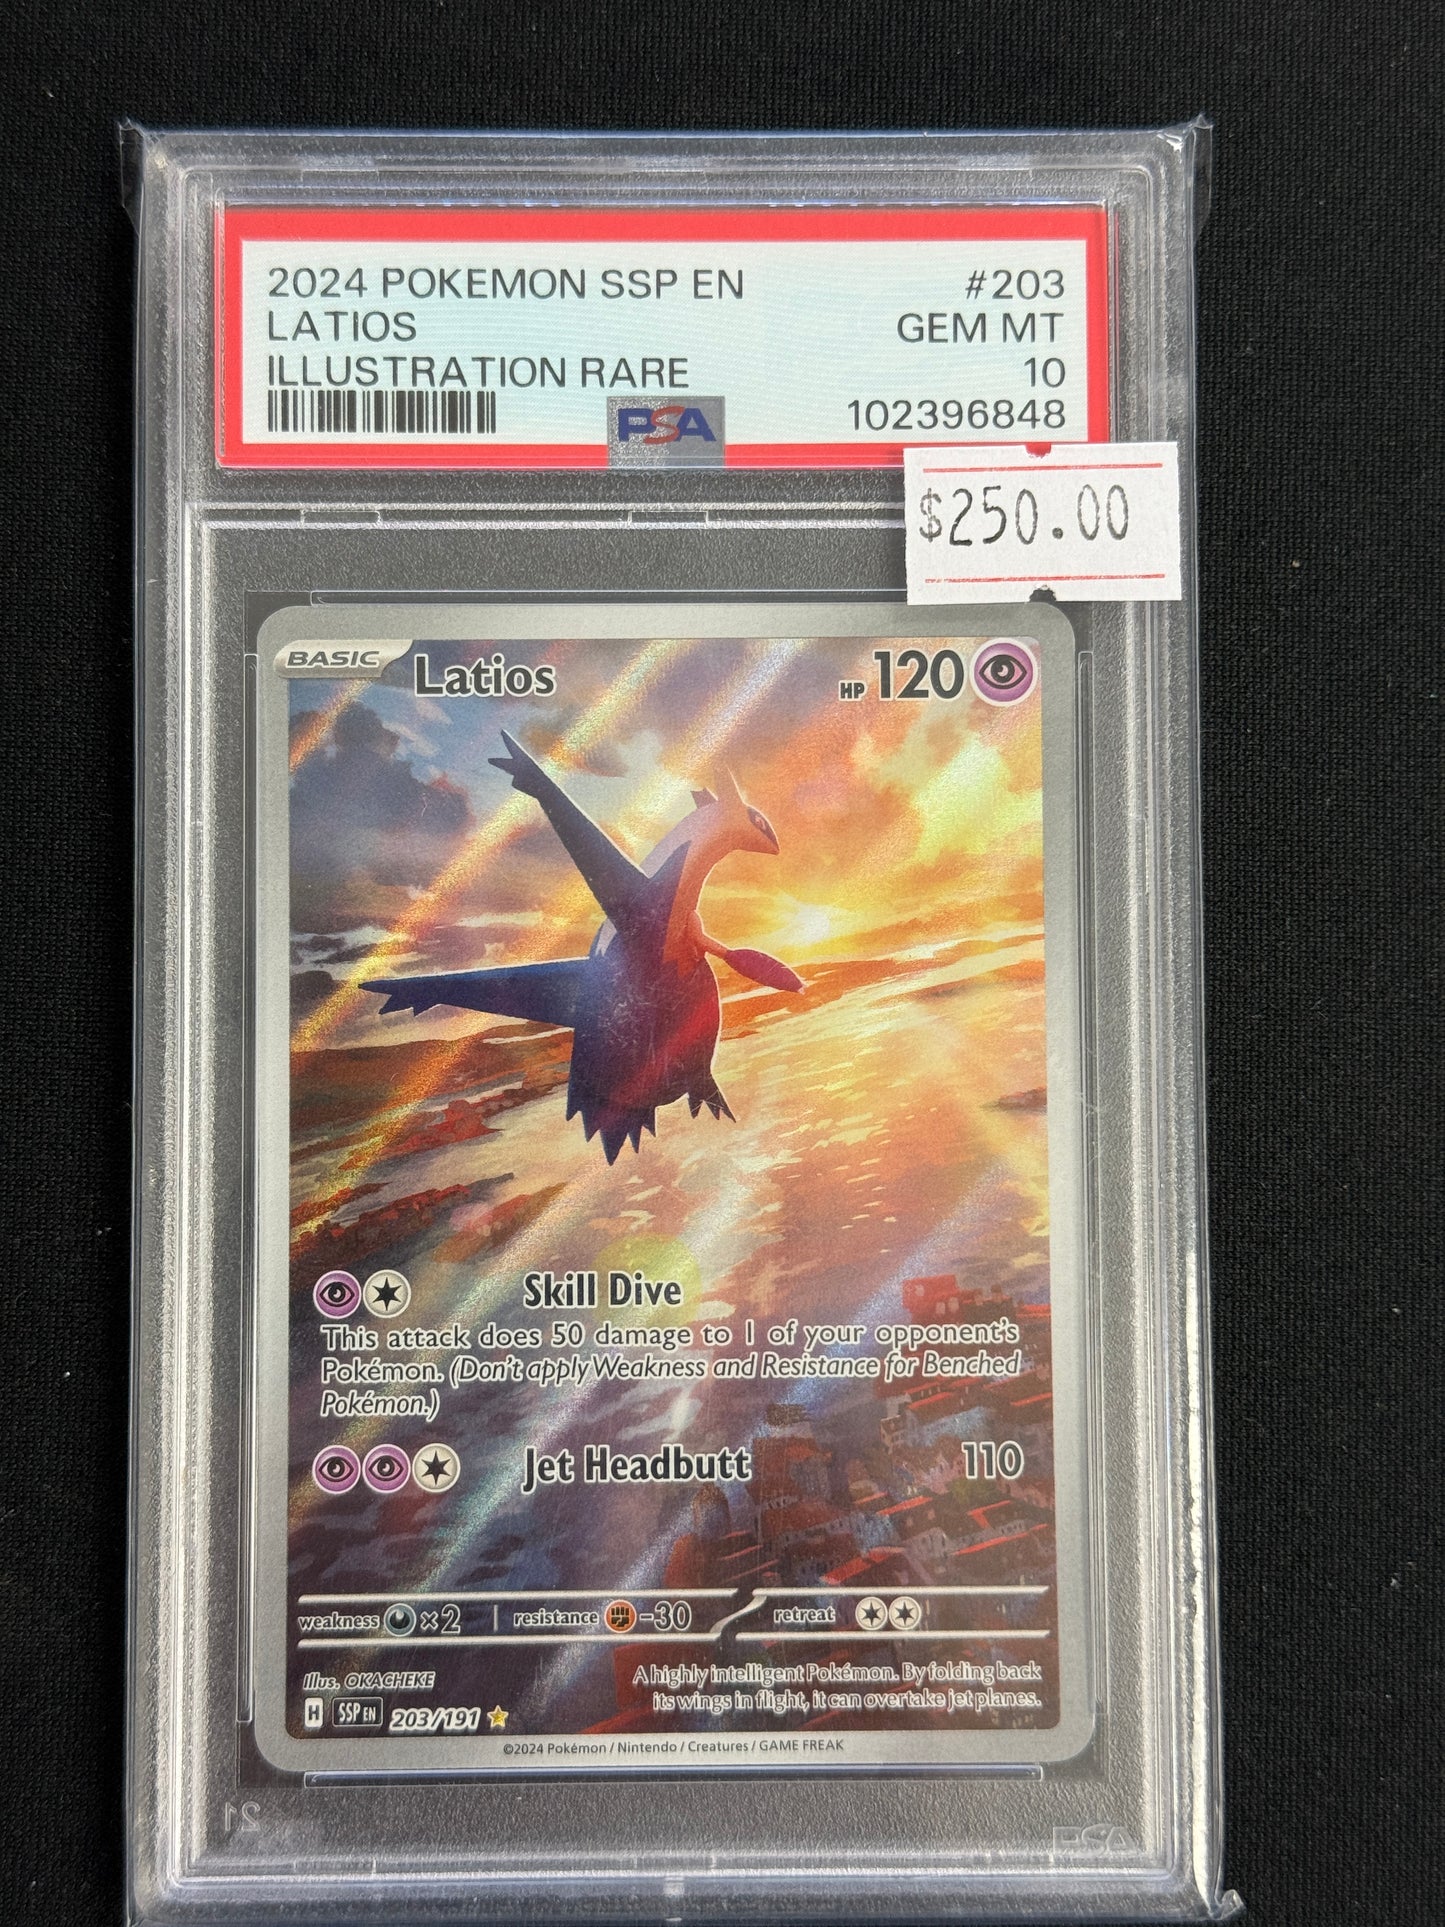 2024 POKEMON SSP EN #203
LATIOS GEM MT
ILLUSTRATION RARE 10
PSA 102396848
$250.00
BASIC Latios HP 120
Skill Dive
This attack does 50 damage to 1 of your opponent's
Pokémon. (Don't apply Weakness and Resistance for Benched
Pokémon.)
Jet Headbutt 110
weakness ×2 resistance -30 retreat
Illus. OKACHEKE
A highly intelligent Pokémon. By folding back
its wings in flight, it can overtake jet planes.
H SSP EN 203/191
©2024 Pokémon / Nintendo / Creatures / GAME FREAK
21 PSA